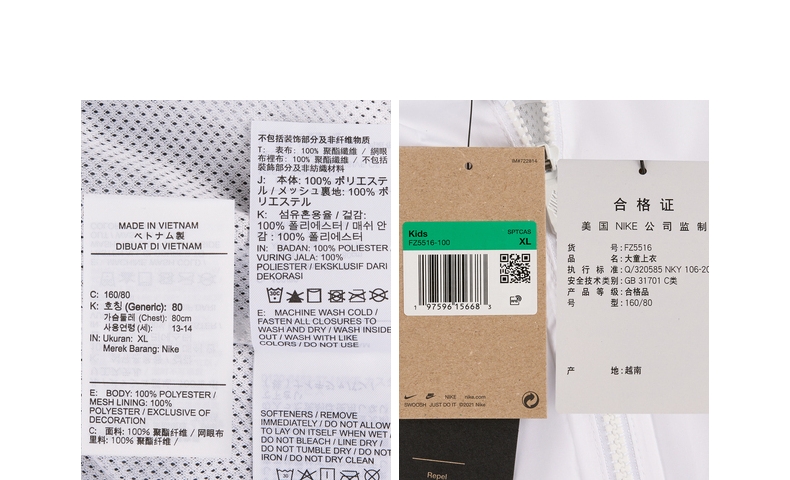 MADE IN VIETNAM
ベトナム製
DIBUAT DI VIETNAM
C: 160/80
K: 호칭 (Generic): 80
가슴둘레 (Chest): 80cm
사용연령 (세): 13-14
IN: Ukuran: XL
Merek Barang: Nike
E: BODY: 100% POLYESTER /
MESH LINING: 100%
POLYESTER / EXCLUSIVE OF
DECORATION
C: 面料: 100% 聚酯纤维 / 网眼布
里料: 100% 聚酯纤维 /
不包括装饰部分及非纤维物质
T: 表布: 100% 聚酯纖維 / 網眼
布裡布: 100% 聚酯纖維 / 不包括
裝飾部分及非紡織材料
J: 本体: 100% ポリエステ
ル / メッシュ裏地: 100% ポ
リエステル
K: 섬유혼용율 / 겉감:
100% 폴리에스터 / 매쉬 안
감 : 100% 폴리에스터
IN: BADAN: 100% POLIESTER
VURING JALA: 100%
POLIESTER / EKSKLUSIF DARI
DEKORASI
E: MACHINE WASH COLD /
FASTEN ALL CLOSURES TO
WASH AND DRY / WASH INSIDE
OUT / WASH WITH LIKE
COLORS / DO NOT USE
SOFTENERS / REMOVE
IMMEDIATELY / DO NOT ALLOW
TO LAY ON ITSELF WHEN WET /
DO NOT BLEACH / LINE DRY /
DO NOT TUMBLE DRY / DO NOT
IRON / DO NOT DRY CLEAN
Kids
FZ5516-100
SPTCAS
XL
1 97596 15668 3
NIKE nike.com
SWOOSH JUST DO IT ©2021 Nike
Repel
合格证
美国 NIKE 公司监制
货 号:FZ5516
品 名:大童上衣
执 行 标 准:Q/320585 NKY 106-20
安全技术类别:GB 31701 C类
产 品 等 级:合格品
号 型:160/80
产 地:越南